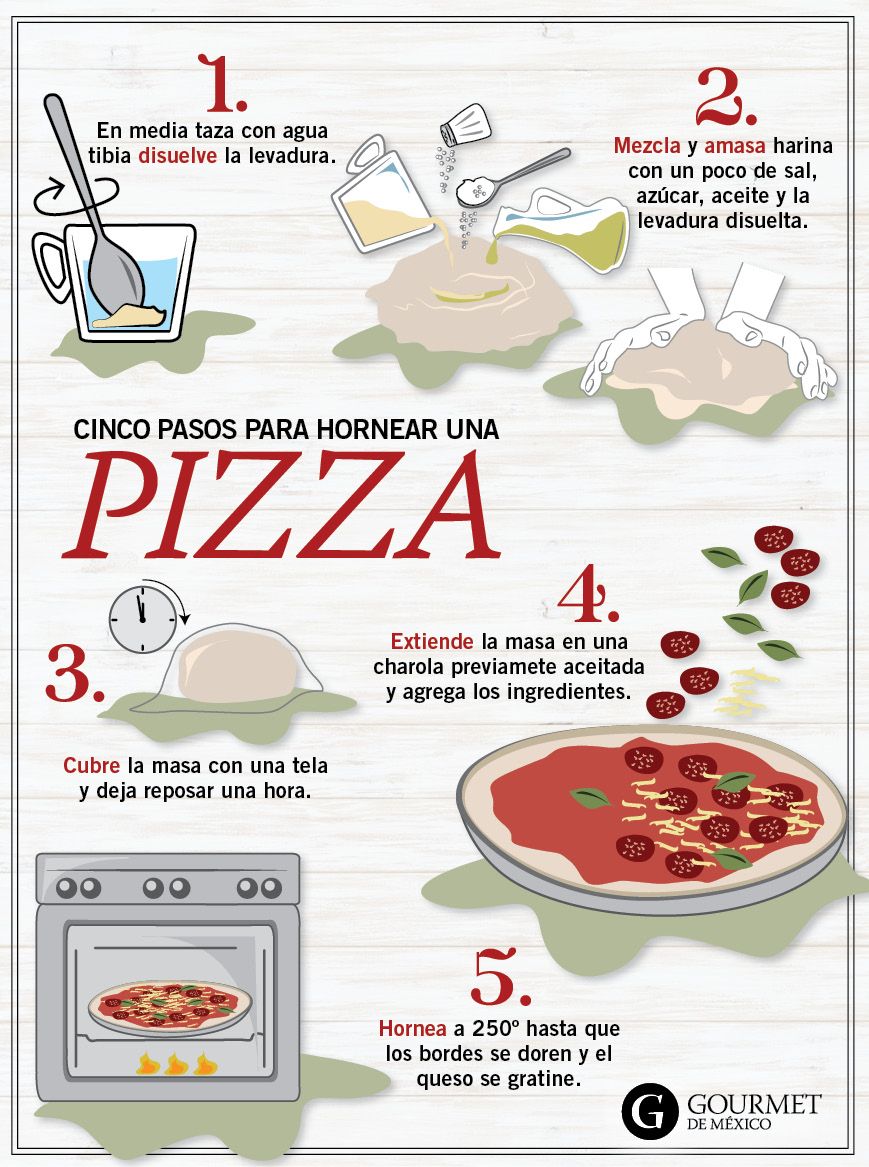 1.
En media taza con agua
tibia disuelve la levadura.
2.
Mezcla y amasa harina
con un poco de sal,
azúcar, aceite y la
levadura disuelta.
CINCO PASOS PARA HORNEAR UNA
PIZZA
3.
Cubre la masa con una tela
y deja reposar una hora.
4.
Extiende la masa en una
charola previamete aceitada
y agrega los ingredientes.
5.
Hornea a 250º hasta que
los bordes se doren y el
queso se gratine.
G
GOURMET
DE MÉXICO